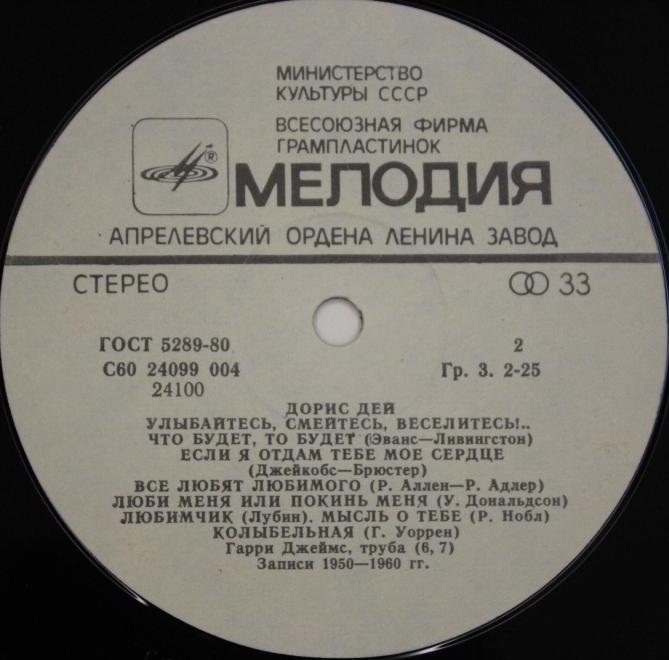 МИНИСТЕРСТВО
КУЛЬТУРЫ СССР
ВСЕСОЮЗНАЯ ФИРМА
ГРАМПЛАСТИНОК
®
МЕЛОДИЯ
АПРЕЛЕВСКИЙ ОРДЕНА ЛЕНИНА ЗАВОД
СТЕРЕО 33
ГОСТ 5289-80 2
С60 24099 004 Гр. 3. 2-25
24100
ДОРИС ДЕЙ
УЛЫБАЙТЕСЬ, СМЕЙТЕСЬ, ВЕСЕЛИТЕСЬ!..
ЧТО БУДЕТ, ТО БУДЕТ (Эванс—Ливингстон)
ЕСЛИ Я ОТДАМ ТЕБЕ МОЕ СЕРДЦЕ
(Джейкобс—Брюстер)
ВСЕ ЛЮБЯТ ЛЮБИМОГО (Р. Аллен—Р. Адлер)
ЛЮБИ МЕНЯ ИЛИ ПОКИНЬ МЕНЯ (У. Дональдсон)
ЛЮБИМЧИК (Лубин). МЫСЛЬ О ТЕБЕ (Р. Нобл)
КОЛЫБЕЛЬНАЯ (Г. Уоррен)
Гарри Джеймс, труба (6, 7)
Записи 1950—1960 гг.